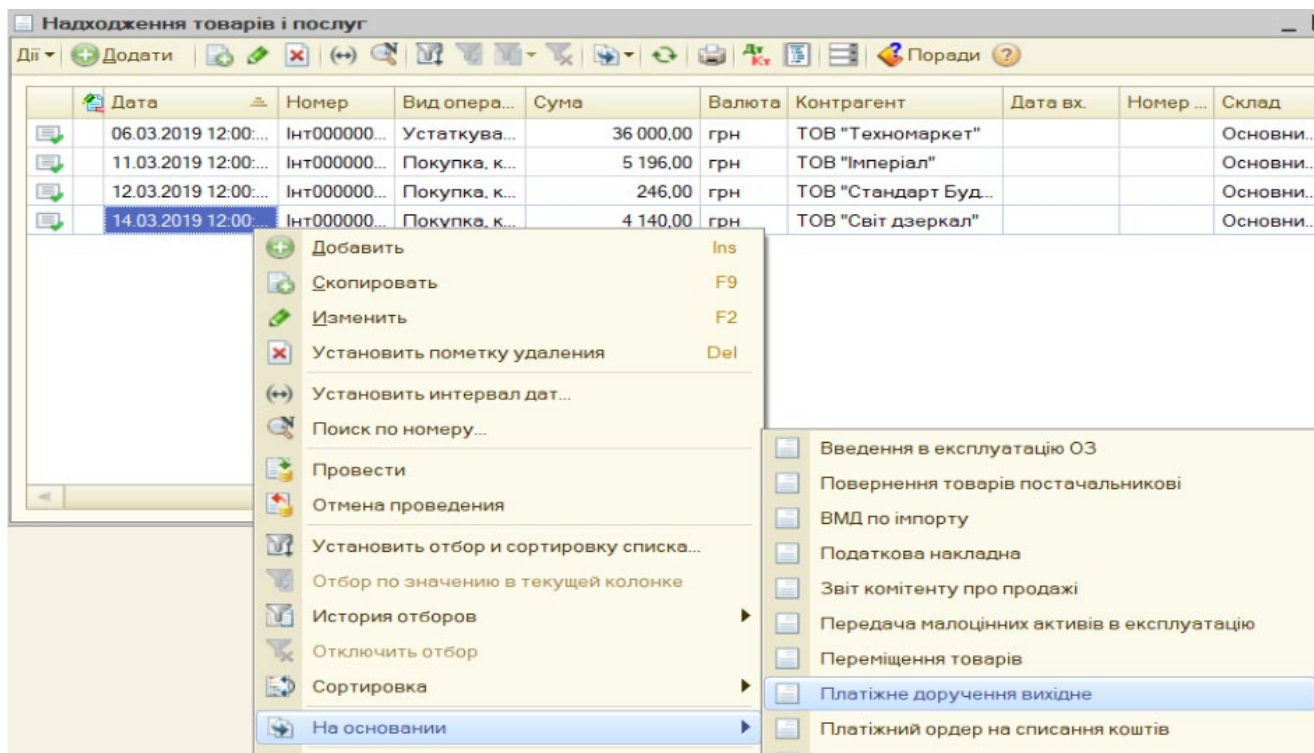 Надходження товарів і послуг
Дії Додати Дт Кт Поради
Дата Номер Вид опера... Сума Валюта Контрагент Дата вх. Номер ... Склад
06.03.2019 12:00:... Інт000000... Устаткува... 36 000,00 грн ТОВ "Техномаркет" Основни...
11.03.2019 12:00:... Інт000000... Покупка, к... 5 196,00 грн ТОВ "Імперіал" Основни...
12.03.2019 12:00:... Інт000000... Покупка, к... 246,00 грн ТОВ "Стандарт Буд... Основни...
14.03.2019 12:00:... Інт000000... Покупка, к... 4 140,00 грн ТОВ "Світ дзеркал" Основни...
Добавить Ins
Скопировать F9
Изменить F2
Установить пометку удаления Del
Установить интервал дат...
Поиск по номеру...
Провести
Отмена проведения
Установить отбор и сортировку списка...
Отбор по значению в текущей колонке
История отборов
Отключить отбор
Сортировка
На основании
Введення в експлуатацію ОЗ
Повернення товарів постачальникові
ВМД по імпорту
Податкова накладна
Звіт комітенту про продажі
Передача малоцінних активів в експлуатацію
Переміщення товарів
Платіжне доручення вихідне
Платіжний ордер на списання коштів